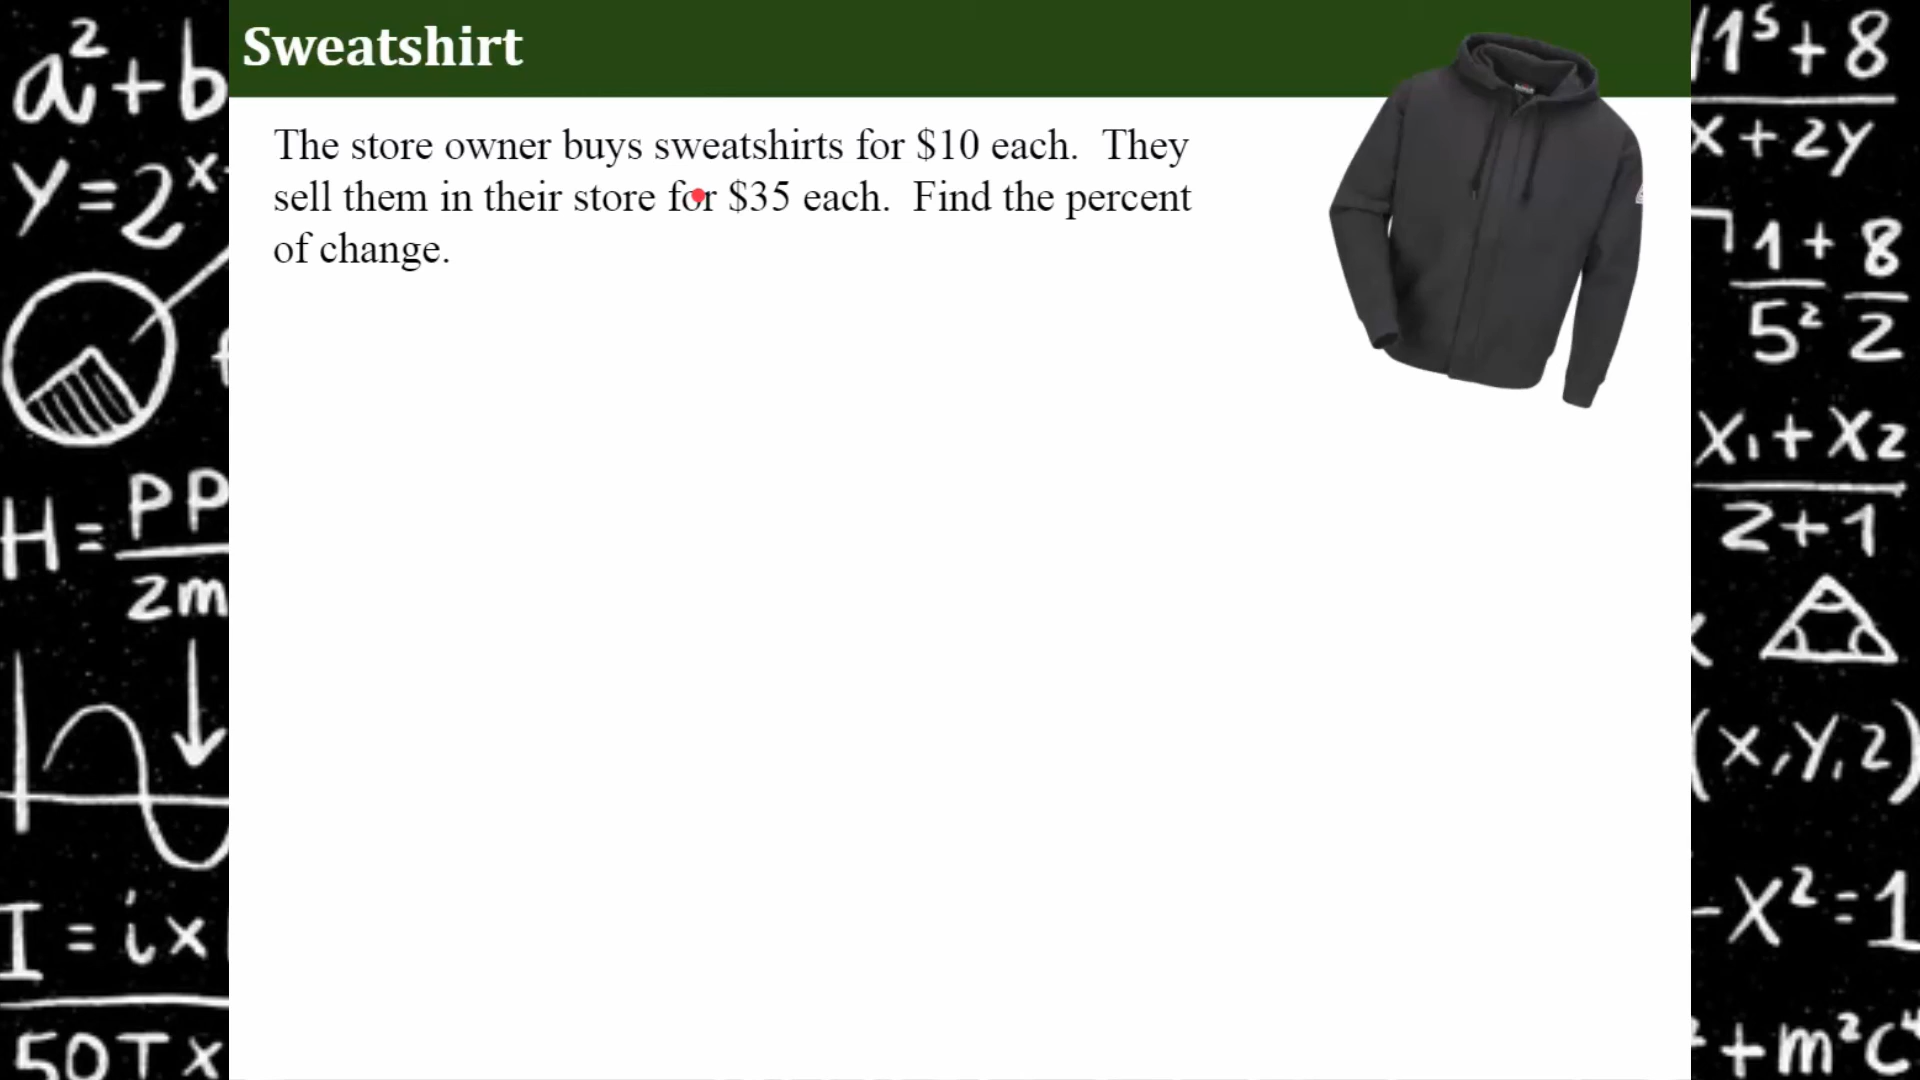 Sweatshirt
The store owner buys sweatshirts for $10 each. They
sell them in their store for $35 each. Find the percent
of change.
a²+b
y=2ˣ
H= PP
2m
I = ix
50Tx
1⁵+8
x+2y
1 + 8
5² 2
X₁+X₂
2+1
(x,y,2)
-X²=1
+m²C⁴